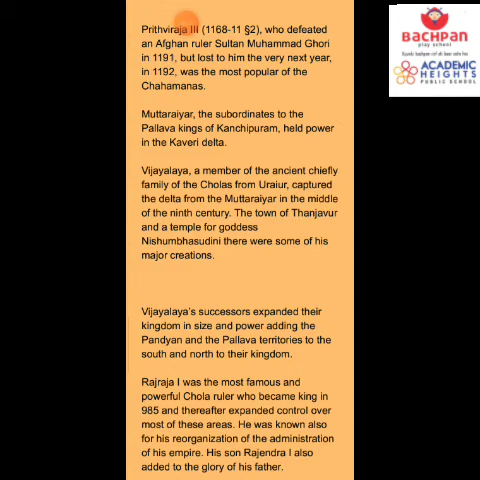 Prithviraja III (1168-11 §2), who defeated
an Afghan ruler Sultan Muhammad Ghori
in 1191, but lost to him the very next year,
in 1192, was the most popular of the
Chahamanas.
Muttaraiyar, the subordinates to the
Pallava kings of Kanchipuram, held power
in the Kaveri delta.
Vijayalaya, a member of the ancient chiefly
family of the Cholas from Uraiur, captured
the delta from the Muttaraiyar in the middle
of the ninth century. The town of Thanjavur
and a temple for goddess
Nishumbhasudini there were some of his
major creations.
Vijayalaya's successors expanded their
kingdom in size and power adding the
Pandyan and the Pallava territories to the
south and north to their kingdom.
Rajraja I was the most famous and
powerful Chola ruler who became king in
985 and thereafter expanded control over
most of these areas. He was known also
for his reorganization of the administration
of his empire. His son Rajendra I also
added to the glory of his father.
BACHPAN
play school
ACADEMIC
HEIGHTS
PUBLIC SCHOOL